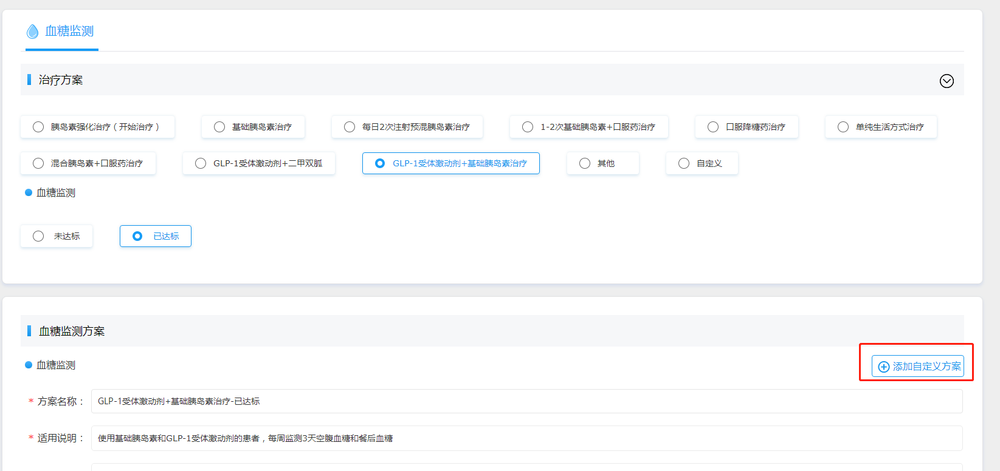 血糖监测
治疗方案
胰岛素强化治疗（开始治疗） 基础胰岛素治疗 每日2次注射预混胰岛素治疗 1-2次基础胰岛素+口服药治疗 口服降糖药治疗 单纯生活方式治疗
混合胰岛素+口服药治疗 GLP-1受体激动剂+二甲双胍 GLP-1受体激动剂+基础胰岛素治疗 其他 自定义
血糖监测
未达标 已达标
血糖监测方案
血糖监测 添加自定义方案
* 方案名称： GLP-1受体激动剂+基础胰岛素治疗-已达标
* 适用说明： 使用基础胰岛素和GLP-1受体激动剂的患者，每周监测3天空腹血糖和餐后血糖